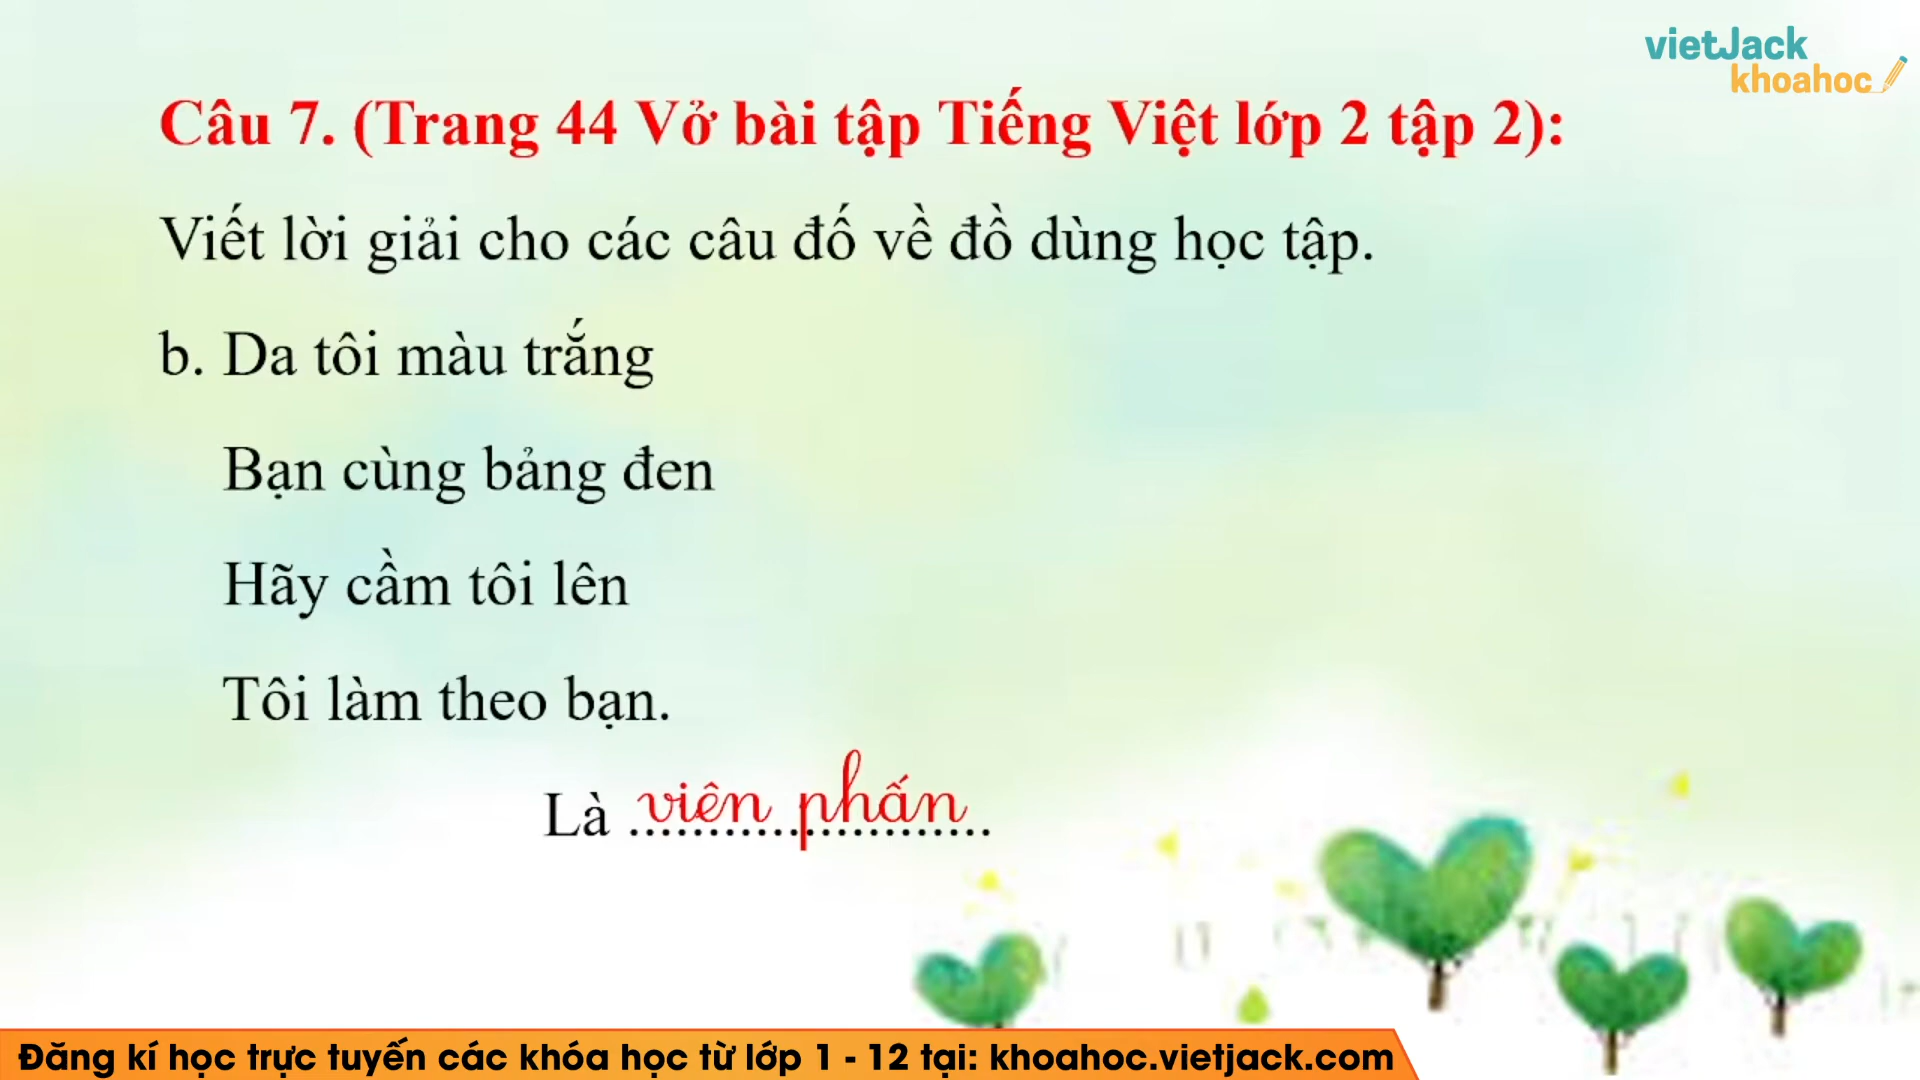 vietJack
khoahoc
Câu 7. (Trang 44 Vở bài tập Tiếng Việt lớp 2 tập 2):
Viết lời giải cho các câu đố về đồ dùng học tập.
b. Da tôi màu trắng
Bạn cùng bảng đen
Hãy cầm tôi lên
Tôi làm theo bạn.
Là viên phấn
Đăng kí học trực tuyến các khóa học từ lớp 1 - 12 tại: khoahoc.vietjack.com